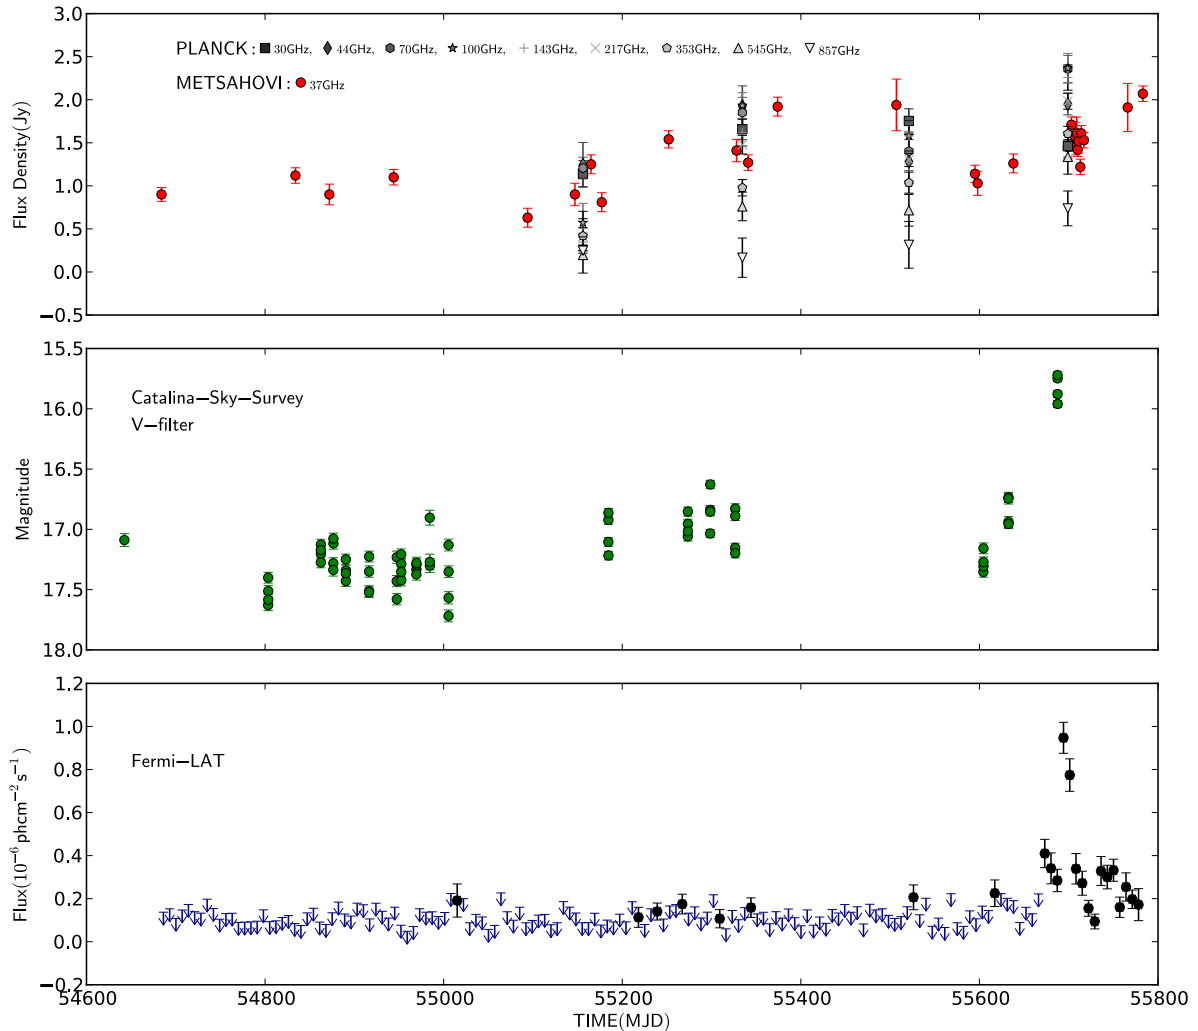 3.0
2.5
2.0
1.5
1.0
0.5
0.0
−0.5
Flux Density(Jy)
PLANCK : 30GHz, 44GHz, 70GHz, 100GHz, 143GHz, 217GHz, 353GHz, 545GHz, 857GHz
METSAHOVI : 37GHz
15.5
16.0
16.5
17.0
17.5
18.0
Magnitude
Catalina−Sky−Survey
V−filter
1.2
1.0
0.8
0.6
0.4
0.2
0.0
−0.2
Flux(10⁻⁶ phcm⁻² s⁻¹)
Fermi−LAT
54600 54800 55000 55200 55400 55600 55800
TIME(MJD)